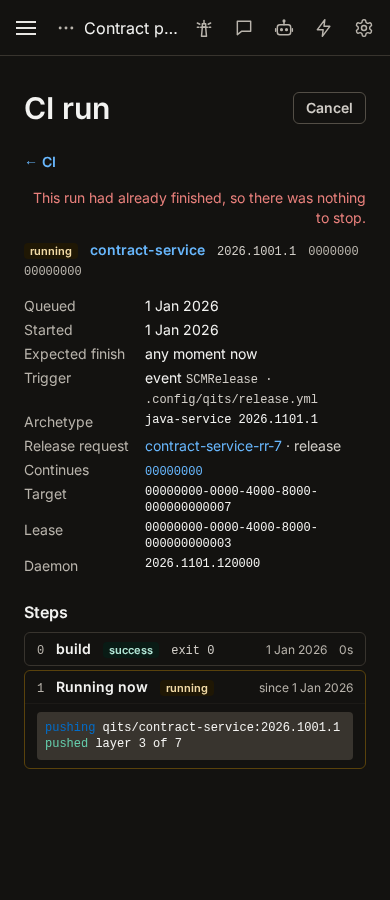 Contract p...
CI run
Cancel
← CI
This run had already finished, so there was nothing
to stop.
running contract-service 2026.1001.1 0000000
00000000
Queued 1 Jan 2026
Started 1 Jan 2026
Expected finish any moment now
Trigger event SCMRelease ·
.config/qits/release.yml
Archetype java-service 2026.1101.1
Release request contract-service-rr-7 · release
Continues 00000000
Target 00000000-0000-4000-8000-
000000000007
Lease 00000000-0000-4000-8000-
000000000003
Daemon 2026.1101.120000
Steps
0 build success exit 0 1 Jan 2026 0s
1 Running now running since 1 Jan 2026
pushing qits/contract-service:2026.1001.1
pushed layer 3 of 7